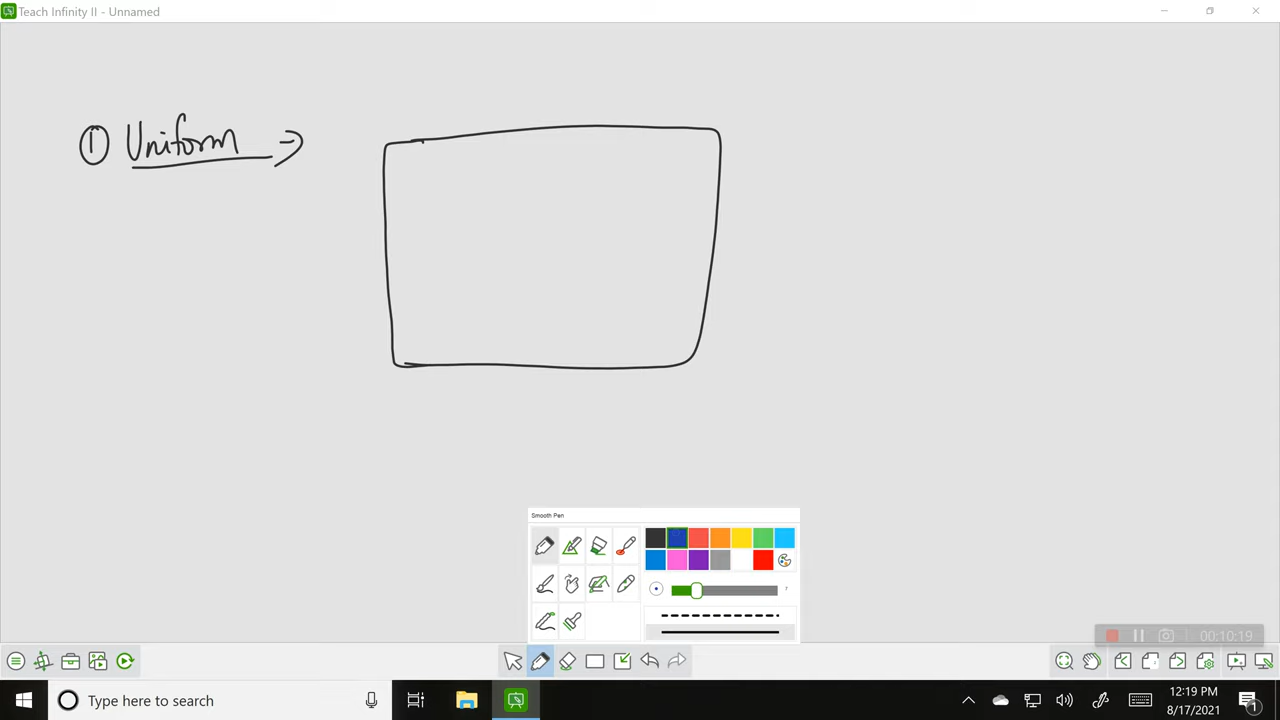 Teach Infinity II - Unnamed
① Uniform →
Smooth Pen
00:10:19
Type here to search
12:19 PM
8/17/2021
1